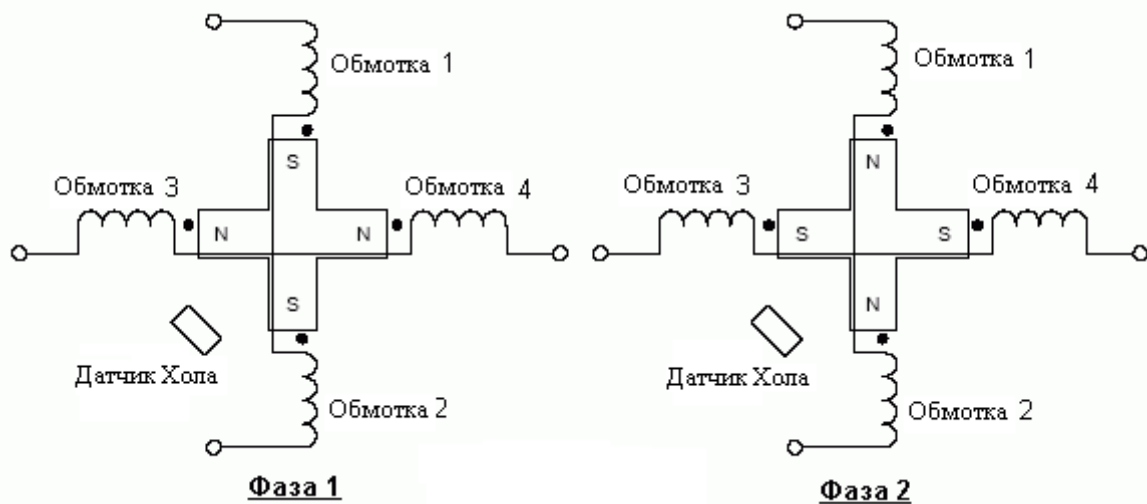 Обмотка 1
Обмотка 3
S
N
N
S
Обмотка 4
Датчик Хола
Обмотка 2
Фаза 1
Обмотка 1
Обмотка 3
N
S
S
N
Обмотка 4
Датчик Хола
Обмотка 2
Фаза 2